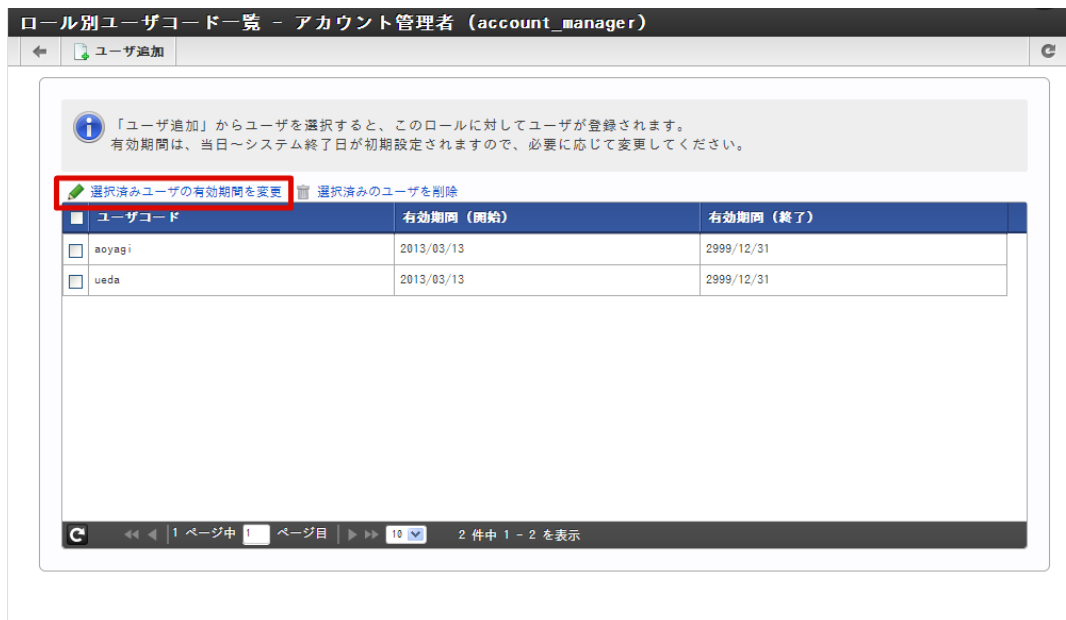 ロール別ユーザコード一覧 - アカウント管理者 (account_manager)
ユーザ追加
「ユーザ追加」からユーザを選択すると、このロールに対してユーザが登録されます。
有効期間は、当日～システム終了日が初期設定されますので、必要に応じて変更してください。
選択済みユーザの有効期間を変更 選択済みのユーザを削除
ユーザコード 有効期間 (開始) 有効期間 (終了)
aoyagi 2013/03/13 2999/12/31
ueda 2013/03/13 2999/12/31
1 ページ中 1 ページ目 10 2 件中 1 - 2 を表示